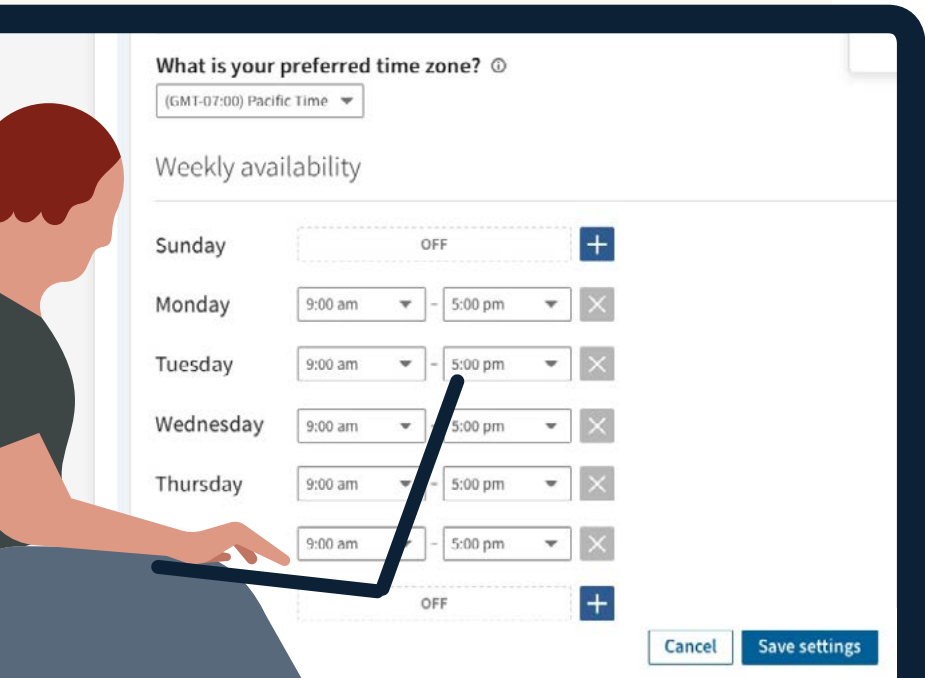 What is your preferred time zone? ⓘ
(GMT-07:00) Pacific Time
Weekly availability
Sunday OFF +
Monday 9:00 am - 5:00 pm X
Tuesday 9:00 am - 5:00 pm X
Wednesday 9:00 am - 5:00 pm X
Thursday 9:00 am - 5:00 pm X
9:00 am - 5:00 pm X
OFF +
Cancel Save settings